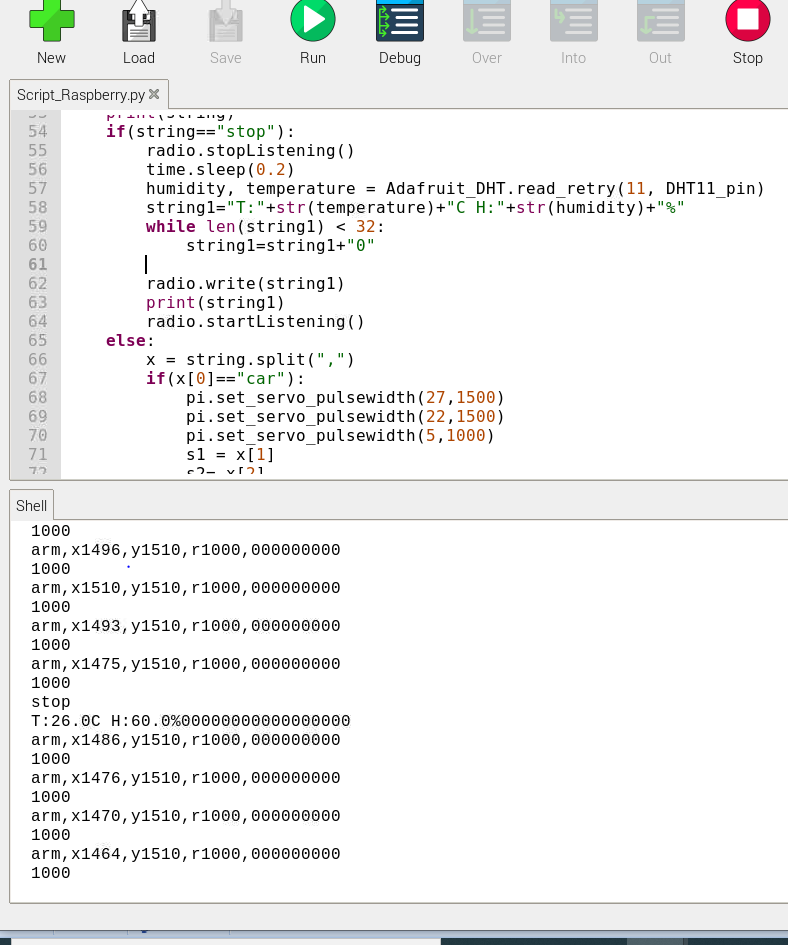 New Load Save Run Debug Over Into Out Stop
Script_Raspberry.py
53 print(string)
54 if(string=="stop"):
55 radio.stopListening()
56 time.sleep(0.2)
57 humidity, temperature = Adafruit_DHT.read_retry(11, DHT11_pin)
58 string1="T:"+str(temperature)+"C H:"+str(humidity)+"%"
59 while len(string1) < 32:
60 string1=string1+"0"
61
62 radio.write(string1)
63 print(string1)
64 radio.startListening()
65 else:
66 x = string.split(",")
67 if(x[0]=="car"):
68 pi.set_servo_pulsewidth(27,1500)
69 pi.set_servo_pulsewidth(22,1500)
70 pi.set_servo_pulsewidth(5,1000)
71 s1 = x[1]
72 s2= x[2]
Shell
1000
arm,x1496,y1510,r1000,000000000
1000
arm,x1510,y1510,r1000,000000000
1000
arm,x1493,y1510,r1000,000000000
1000
arm,x1475,y1510,r1000,000000000
1000
stop
T:26.0C H:60.0%00000000000000000
arm,x1486,y1510,r1000,000000000
1000
arm,x1476,y1510,r1000,000000000
1000
arm,x1470,y1510,r1000,000000000
1000
arm,x1464,y1510,r1000,000000000
1000